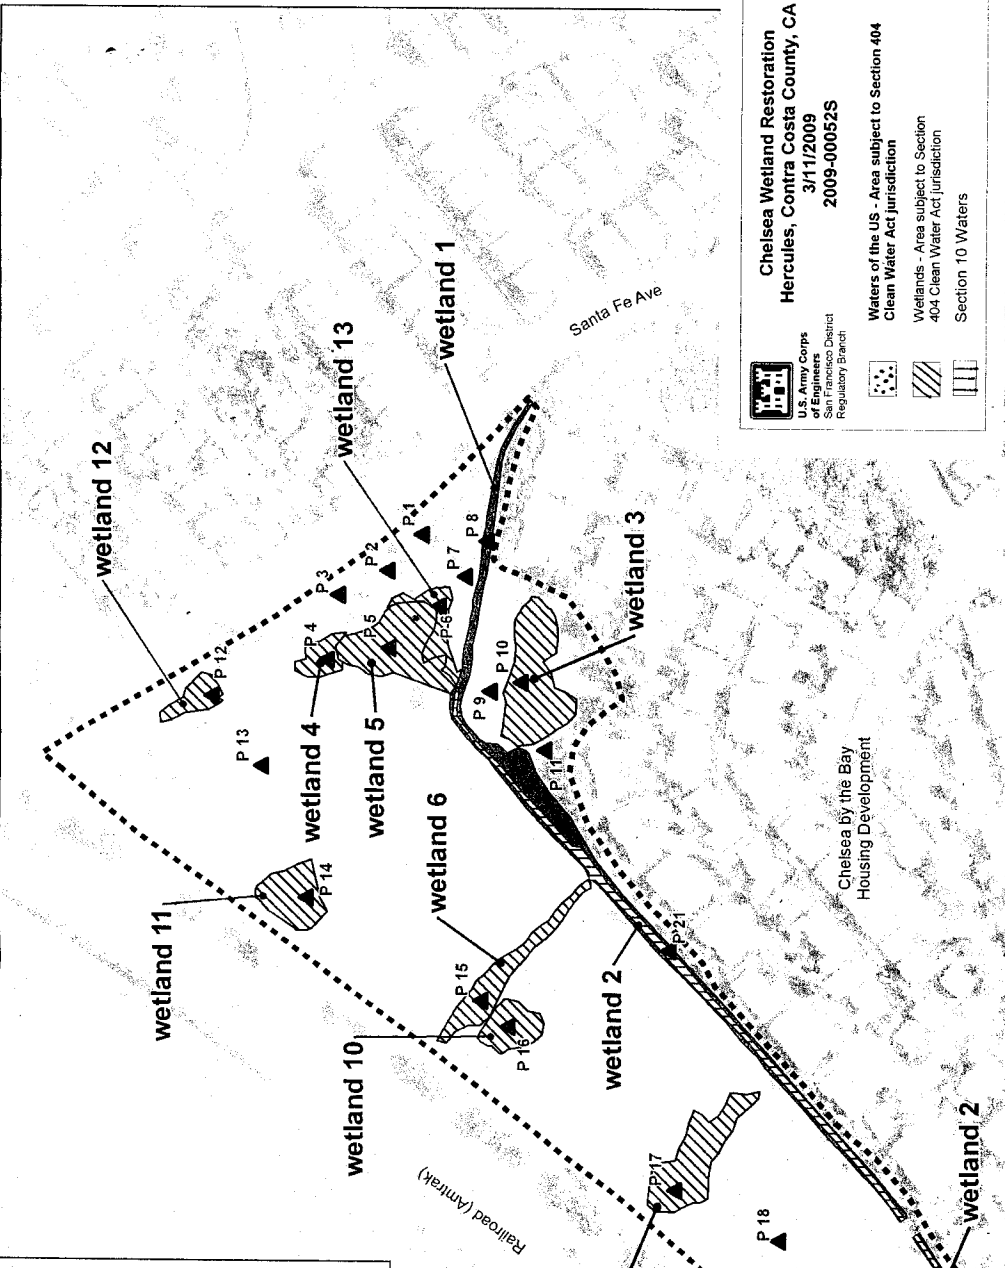 Chelsea Wetland Restoration
Hercules, Contra Costa County, CA
3/11/2009
2009-00052S
U.S. Army Corps
of Engineers
San Francisco District
Regulatory Branch
Waters of the US - Area subject to Section 404
Clean Water Act jurisdiction
Wetlands - Area subject to Section
404 Clean Water Act jurisdiction
Section 10 Waters
Santa Fe Ave
wetland 1
wetland 13
wetland 12
wetland 3
P 1
P 2
P 3
P 4
P 5
P 6
P 7
P 8
P 9
P 10
P 11
P 12
P 13
wetland 4
wetland 5
wetland 6
wetland 11
P 14
P 15
P 16
wetland 10
wetland 2
P 21
Chelsea by the Bay
Housing Development
Railroad (Amtrak)
P 17
P 18
wetland 2